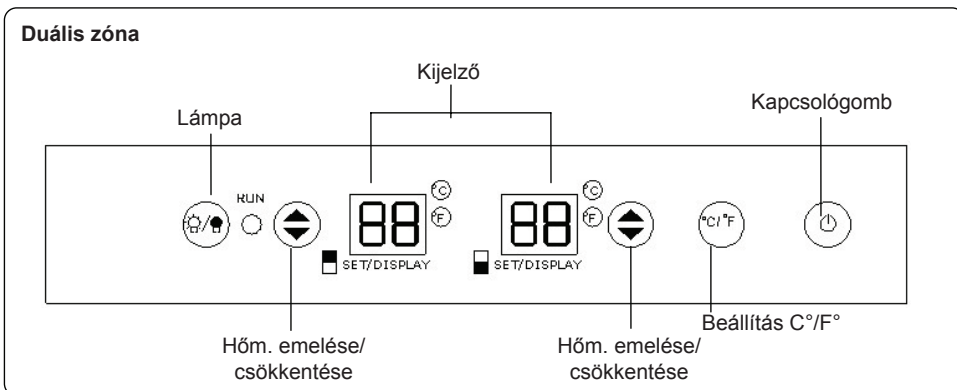 Duális zóna
Kijelző
Kapcsológomb
Lámpa
RUN
88
°C
°F
SET/DISPLAY
88
°C
°F
SET/DISPLAY
°C/°F
Beállítás C°/F°
Hőm. emelése/
csökkentése
Hőm. emelése/
csökkentése